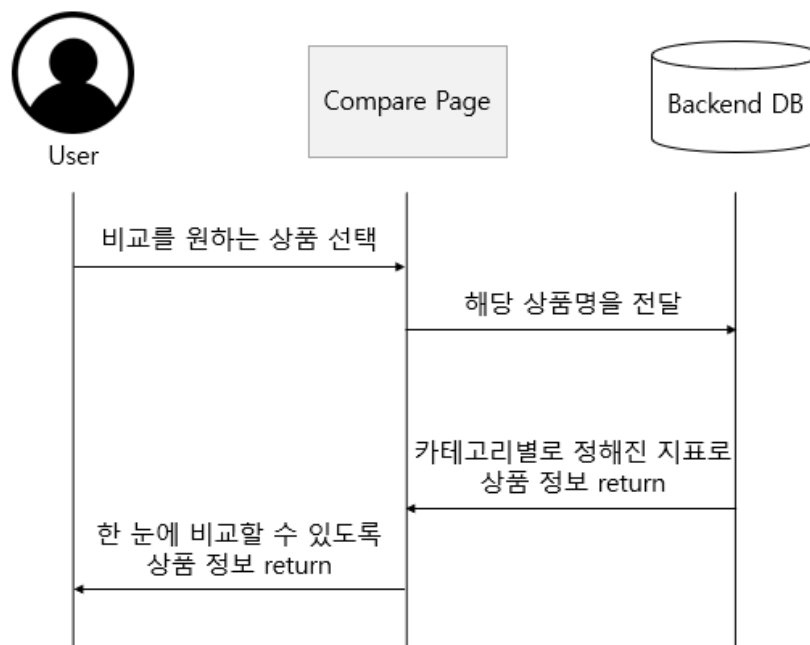 User
Compare Page
Backend DB
비교를 원하는 상품 선택
해당 상품명을 전달
카테고리별로 정해진 지표로
상품 정보 return
한 눈에 비교할 수 있도록
상품 정보 return